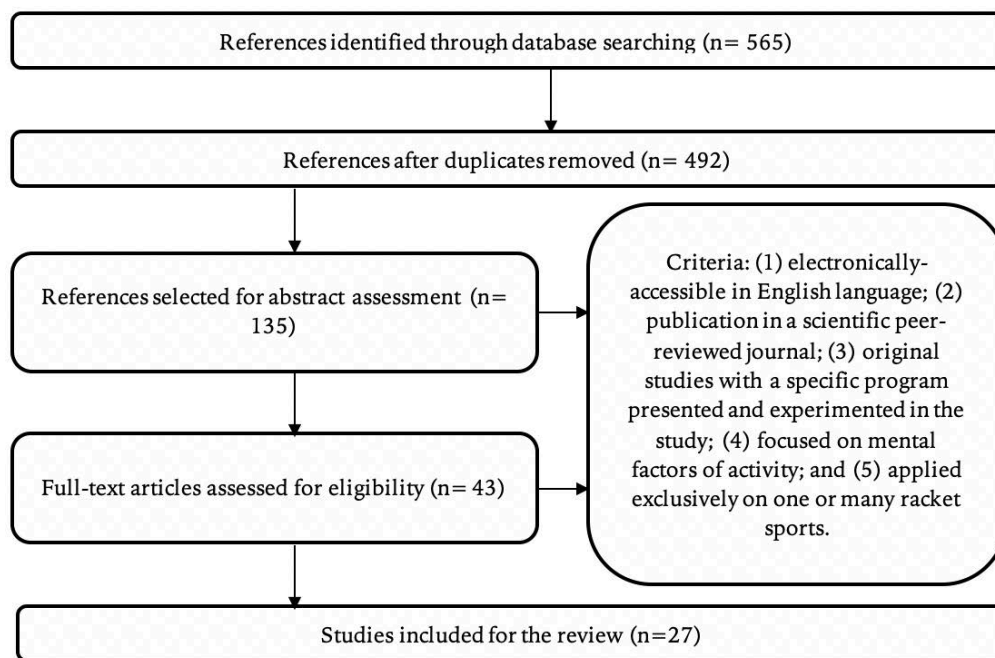 References identified through database searching (n= 565)
References after duplicates removed (n= 492)
References selected for abstract assessment (n=
135)
Full-text articles assessed for eligibility (n= 43)
Criteria: (1) electronically-
accessible in English language; (2)
publication in a scientific peer-
reviewed journal; (3) original
studies with a specific program
presented and experimented in the
study; (4) focused on mental
factors of activity; and (5) applied
exclusively on one or many racket
sports.
Studies included for the review (n=27)